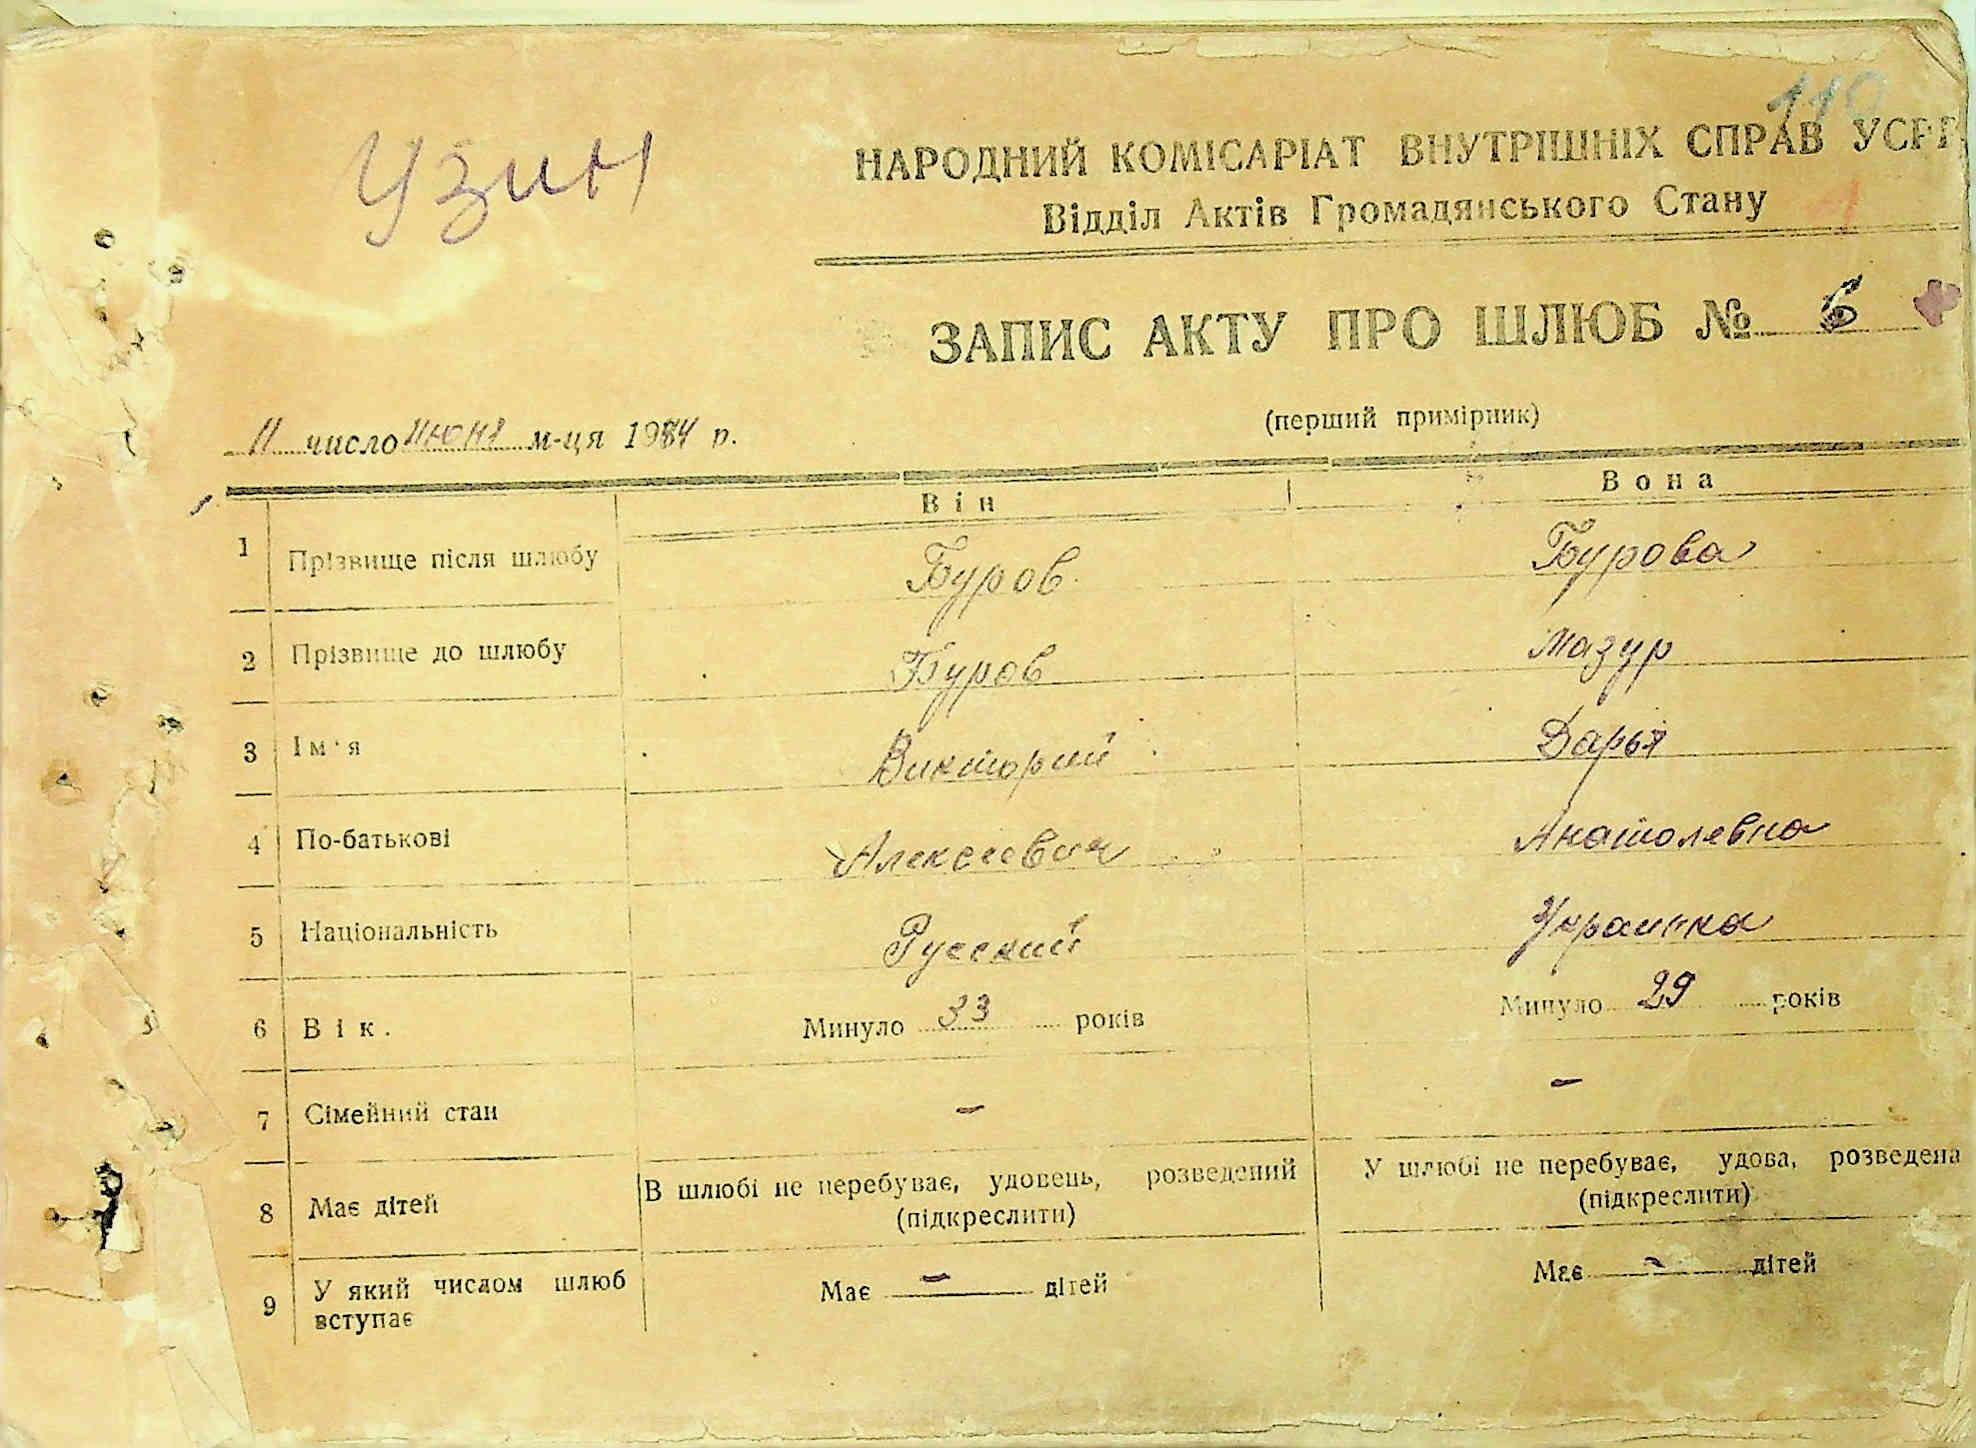 110
Узин
НАРОДНИЙ КОМІСАРІАТ ВНУТРІШНІХ СПРАВ УСРР
Відділ Актів Громадянського Стану
1
ЗАПИС АКТУ ПРО ШЛЮБ № 6
(перший примірник)
11 число июня м-ця 1944 р.
Він Вона
1 Прізвище після шлюбу Буров Бурова
2 Прізвище до шлюбу Буров Мазур
3 Ім'я Викторий Дарья
4 По-батькові Алексеевич Анатолевна
5 Національність Русский Украинка
6 Вік. Минуло 33 років Минуло 29 років
7 Сімейний стан – –
8 Має дітей В шлюбі не перебуває, удовець, розведений У шлюбі не перебуває, удова, розведена
(підкреслити) (підкреслити)
9 У який числом шлюб Має – дітей Має – дітей
вступає